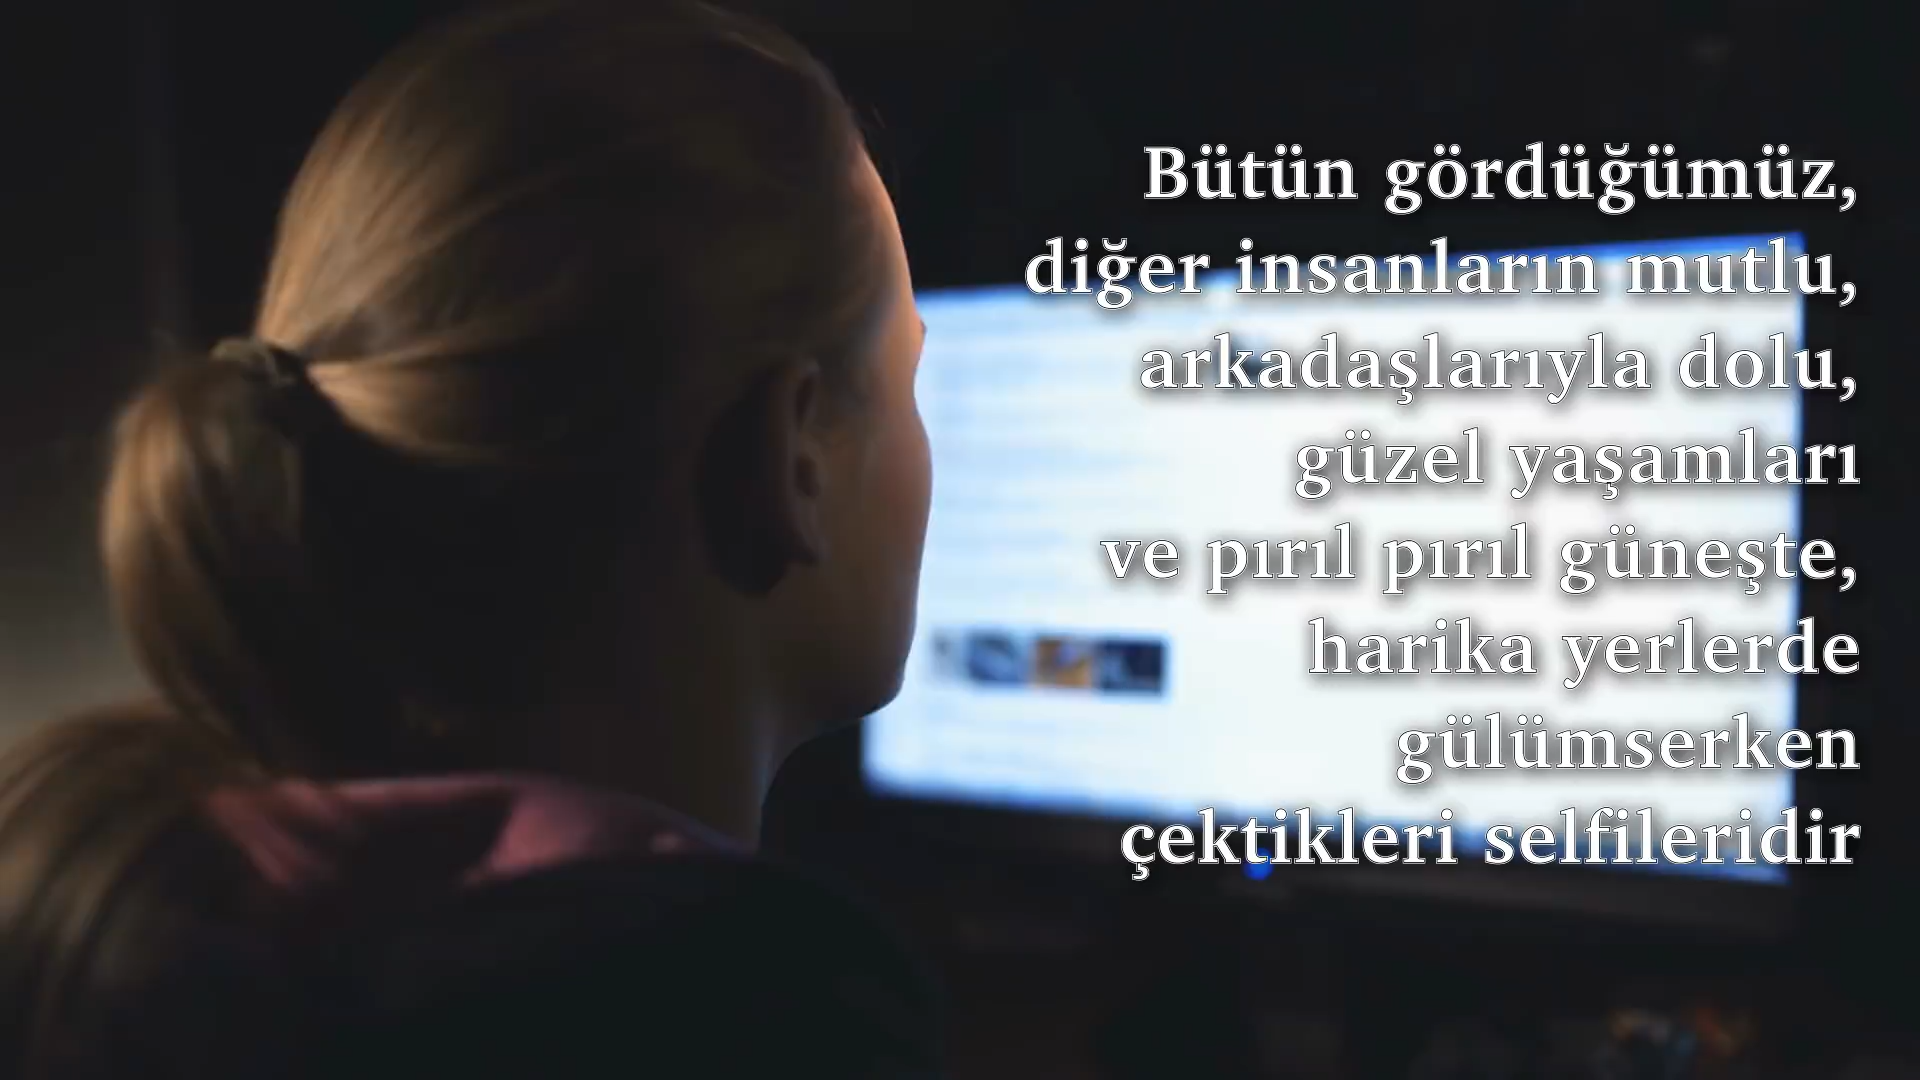 Bütün gördüğümüz,
diğer insanların mutlu,
arkadaşlarıyla dolu,
güzel yaşamları
ve pırıl pırıl güneşte,
harika yerlerde
gülümserken
çektikleri selfileridir